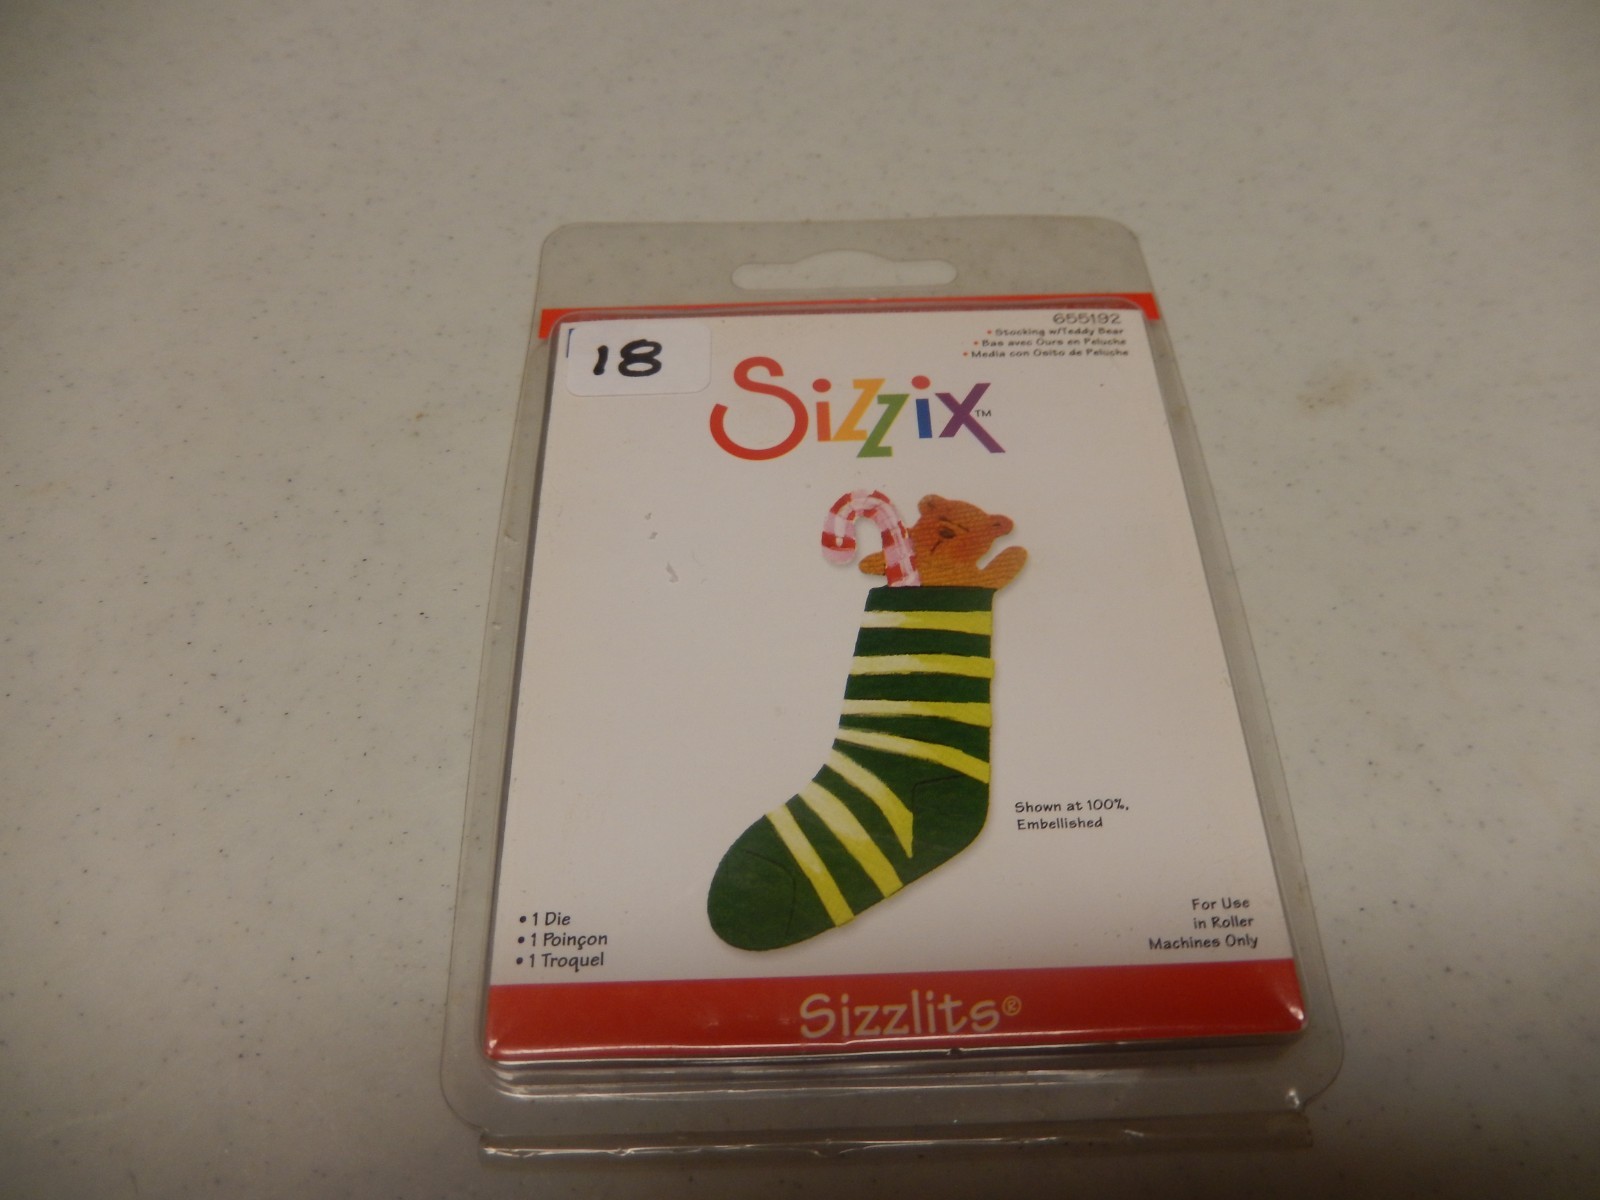 18
655192
• Stocking w/Teddy Bear
• Bas avec Ours en Peluche
• Media con Osito de Peluche
Sizzix™
Shown at 100%,
Embellished
• 1 Die
• 1 Poinçon
• 1 Troquel
For Use
in Roller
Machines Only
Sizzlits®